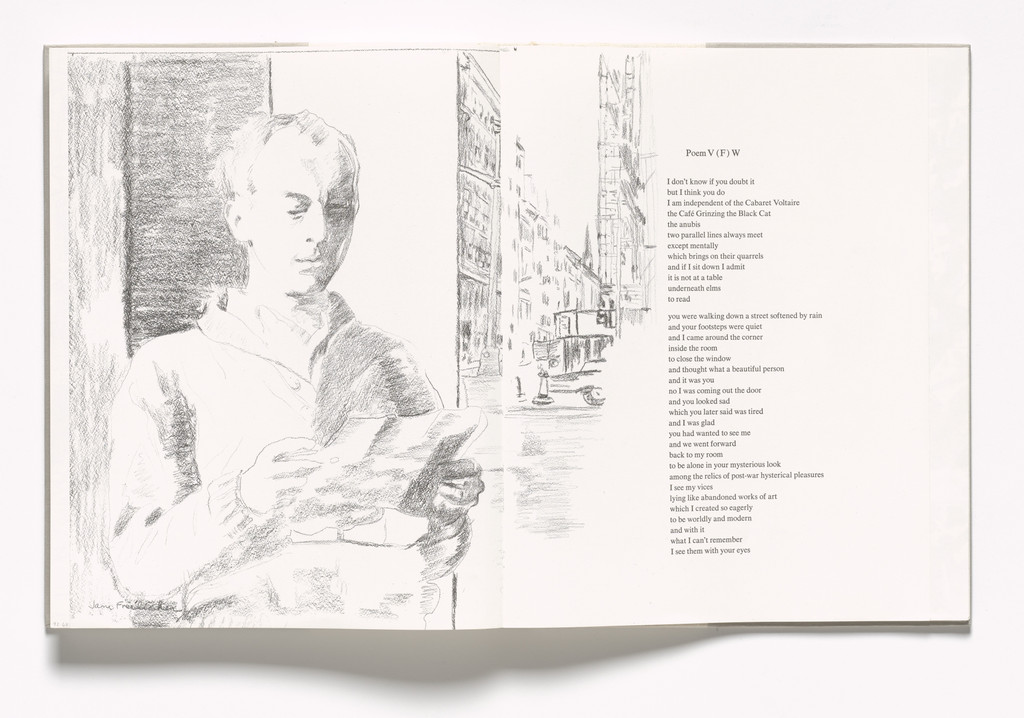 Jane Freilicher
Poem V (F) W
I don't know if you doubt it
but I think you do
I am independent of the Cabaret Voltaire
the Café Grinzing the Black Cat
the anubis
two parallel lines always meet
except mentally
which brings on their quarrels
and if I sit down I admit
it is not at a table
underneath elms
to read
you were walking down a street softened by rain
and your footsteps were quiet
and I came around the corner
inside the room
to close the window
and thought what a beautiful person
and it was you
no I was coming out the door
and you looked sad
which you later said was tired
and I was glad
you had wanted to see me
and we went forward
back to my room
to be alone in your mysterious look
among the relics of post-war hysterical pleasures
I see my vices
lying like abandoned works of art
which I created so eagerly
to be worldly and modern
and with it
what I can't remember
I see them with your eyes